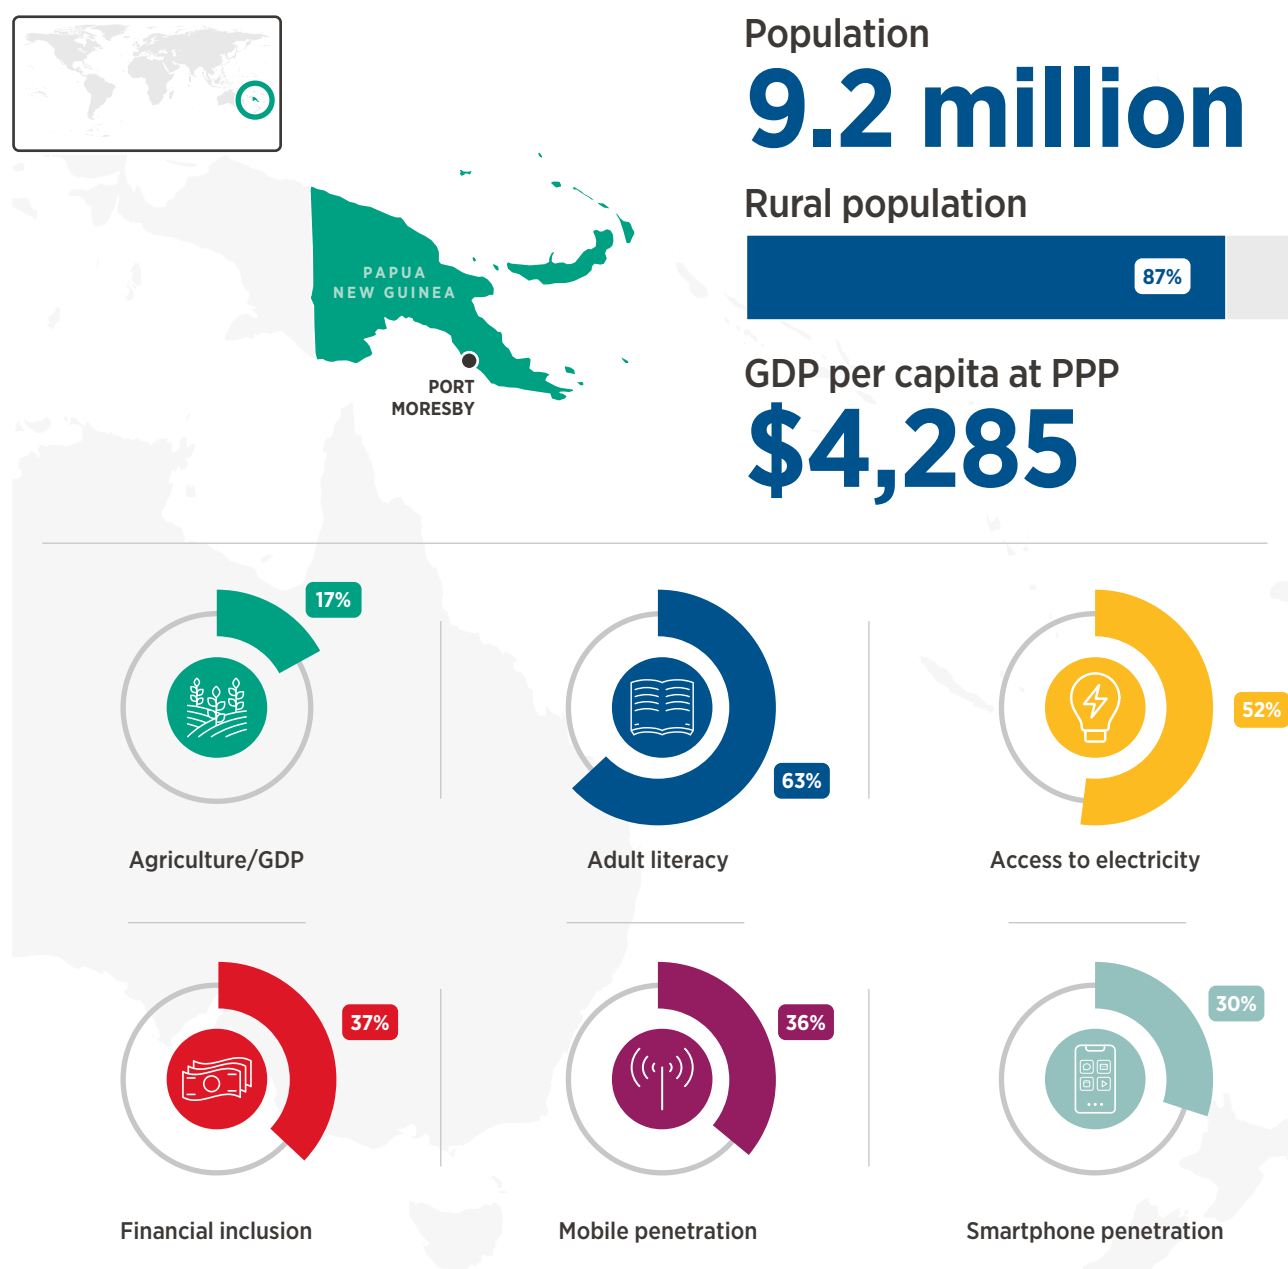 Population
9.2 million
Rural population
87%
GDP per capita at PPP
$4,285
PAPUA
NEW GUINEA
PORT
MORESBY
17%
Agriculture/GDP
63%
Adult literacy
52%
Access to electricity
37%
Financial inclusion
36%
Mobile penetration
30%
Smartphone penetration